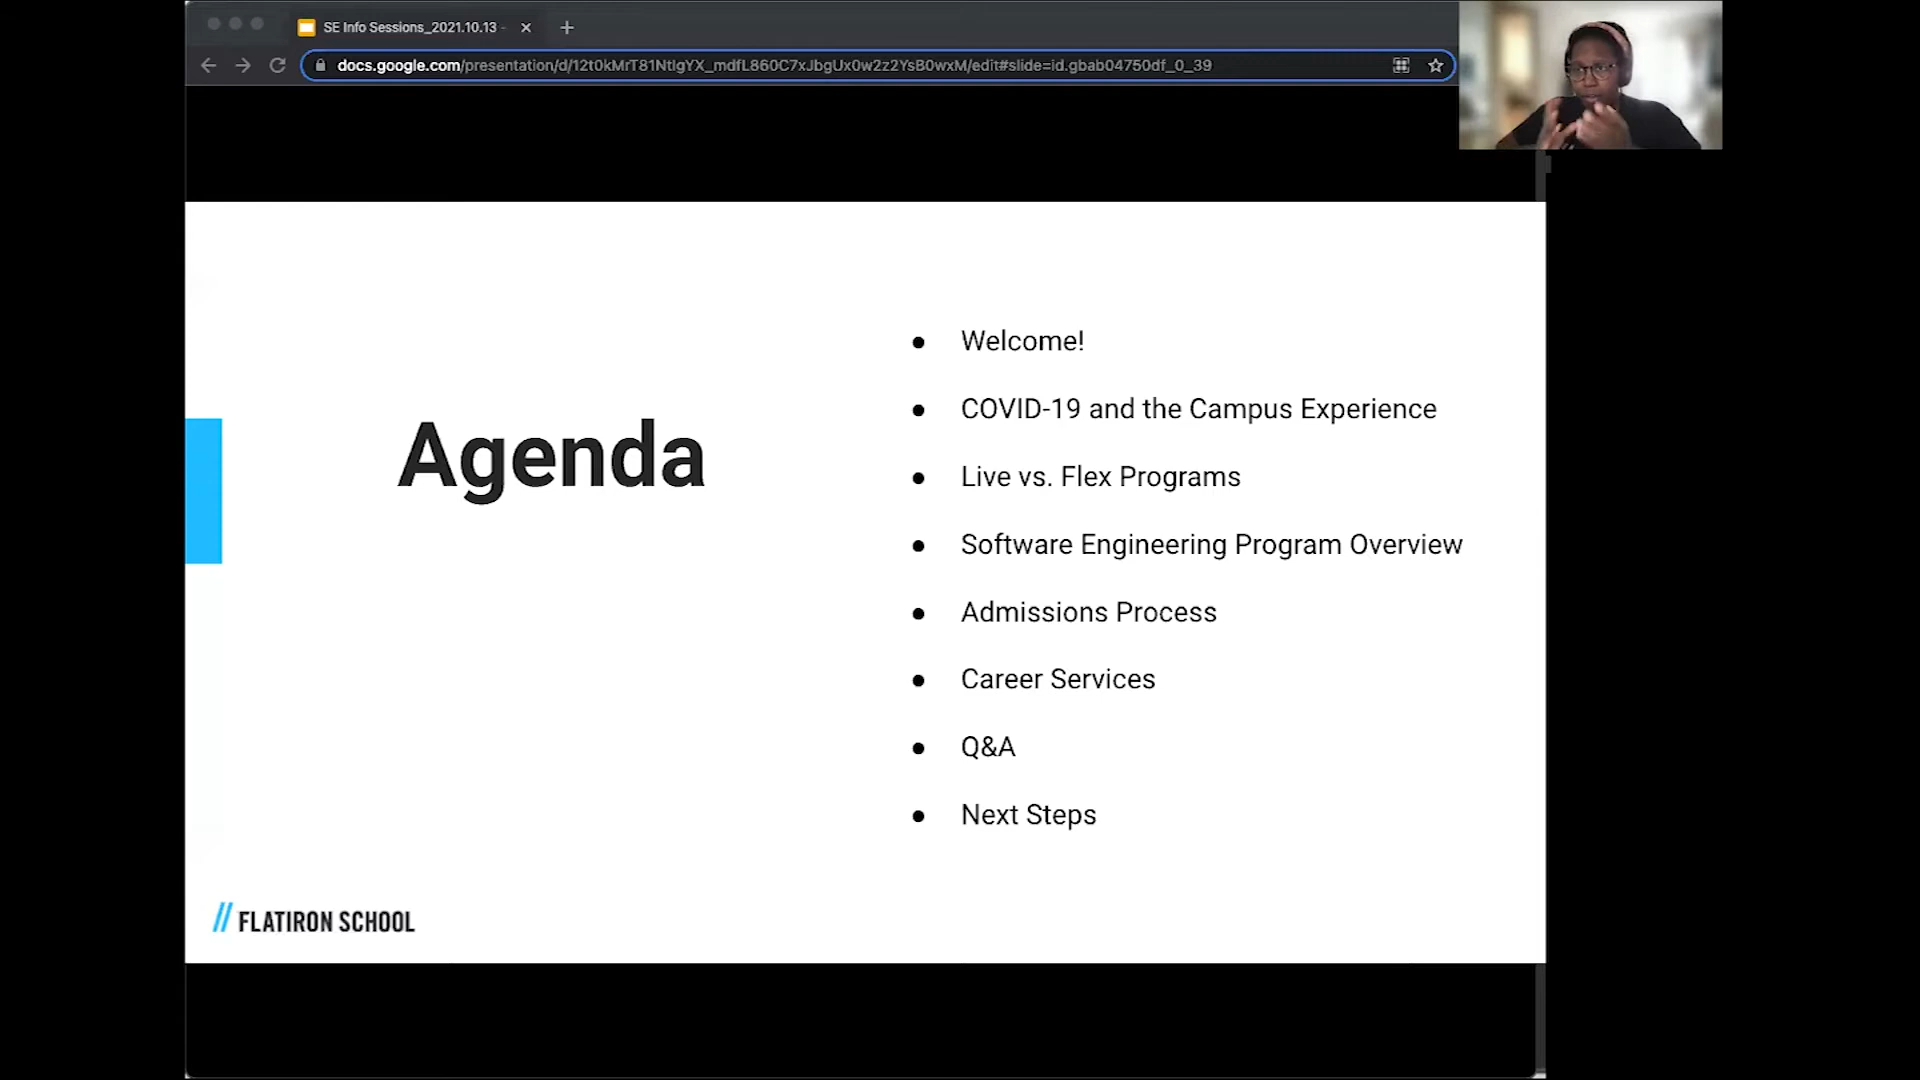 SE Info Sessions_2021.10.13 -
docs.google.com/presentation/d/12t0kMrT81NtlgYX_mdfL860C7xJbgUx0w2z2YsB0wxM/edit#slide=id.gbab04750df_0_39
Agenda
● Welcome!
● COVID-19 and the Campus Experience
● Live vs. Flex Programs
● Software Engineering Program Overview
● Admissions Process
● Career Services
● Q&A
● Next Steps
// FLATIRON SCHOOL